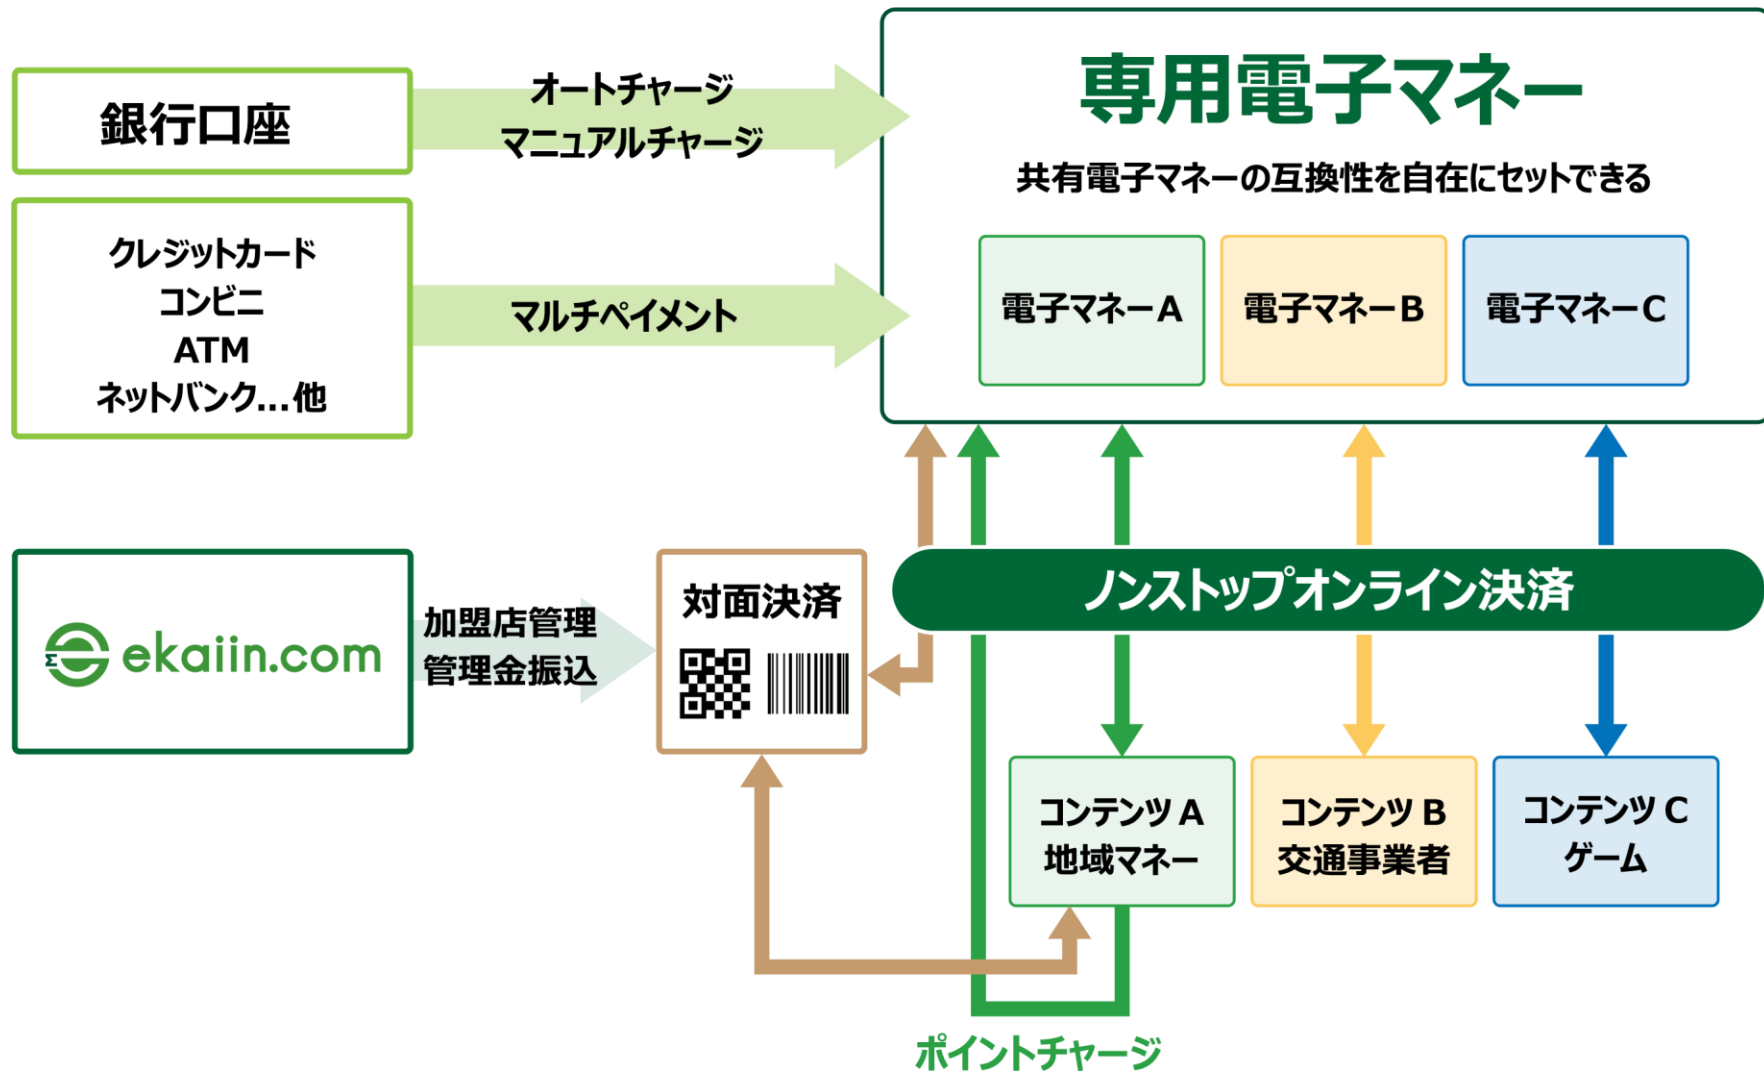 銀行口座
オートチャージ
マニュアルチャージ
専用電子マネー
共有電子マネーの互換性を自在にセットできる
クレジットカード
コンビニ
ATM
ネットバンク...他
マルチペイメント
電子マネーA
電子マネーB
電子マネーC
ekaiin.com
加盟店管理
管理金振込
対面決済
ノンストップオンライン決済
コンテンツ A
地域マネー
コンテンツ B
交通事業者
コンテンツ C
ゲーム
ポイントチャージ